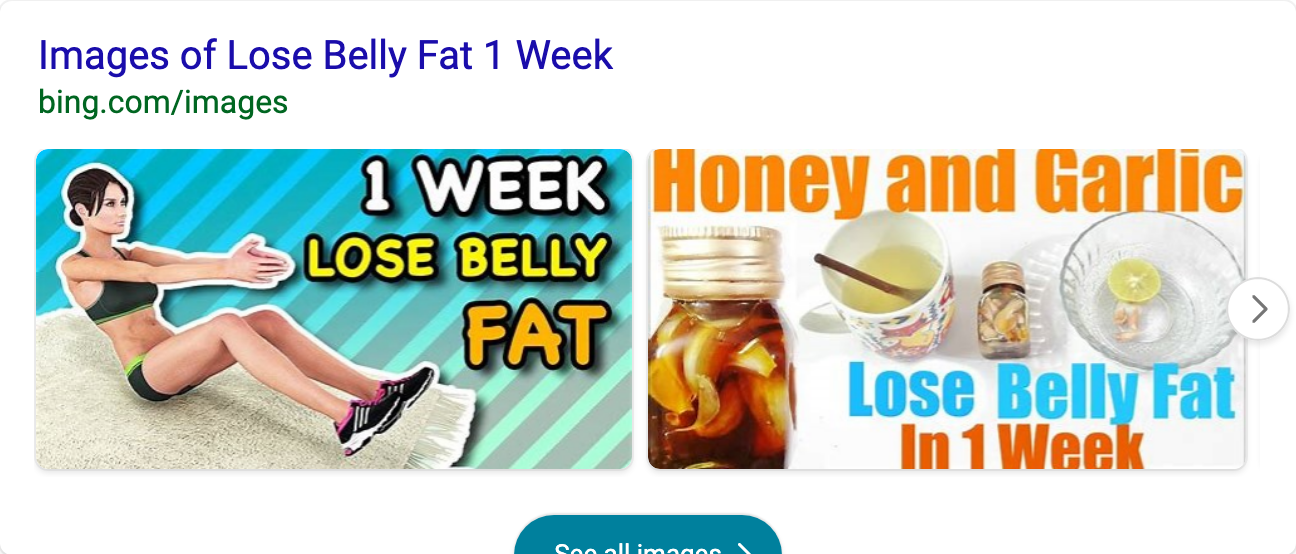 Images of Lose Belly Fat 1 Week
bing.com/images
1 WEEK
LOSE BELLY
FAT
Honey and Garlic
Lose Belly Fat
In 1 Week
See all images